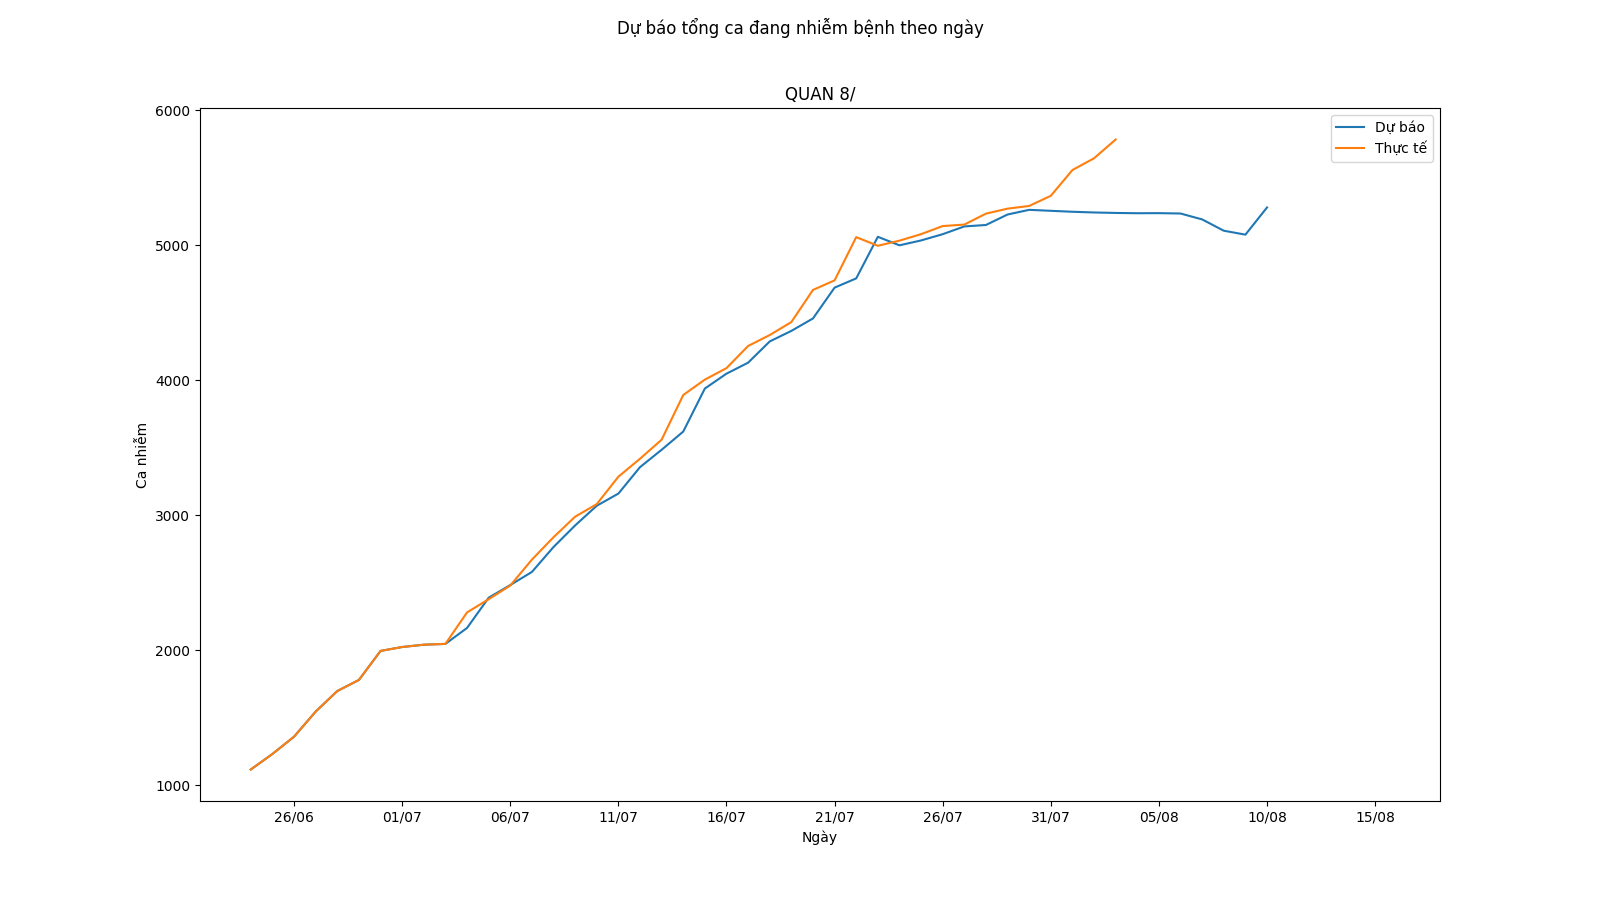 Dự báo tổng ca đang nhiễm bệnh theo ngày
QUAN 8/
Dự báo
Thực tế
Ca nhiễm
6000
5000
4000
3000
2000
1000
26/06 01/07 06/07 11/07 16/07 21/07 26/07 31/07 05/08 10/08 15/08
Ngày